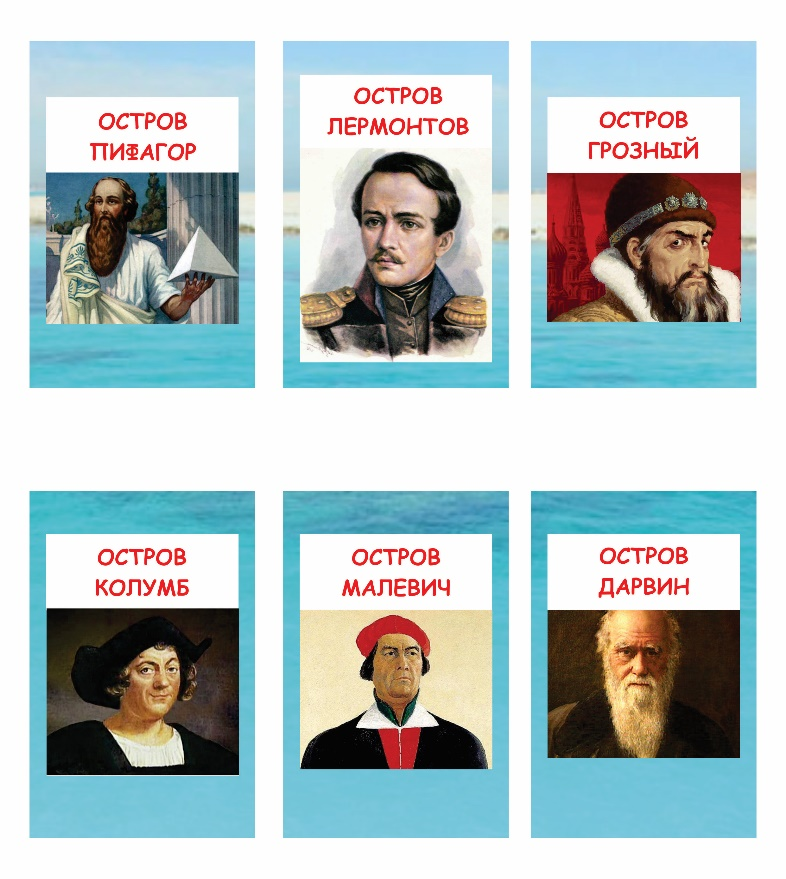 ОСТРОВ
ПИФАГОР
ОСТРОВ
ЛЕРМОНТОВ
ОСТРОВ
ГРОЗНЫЙ
ОСТРОВ
КОЛУМБ
ОСТРОВ
МАЛЕВИЧ
ОСТРОВ
ДАРВИН